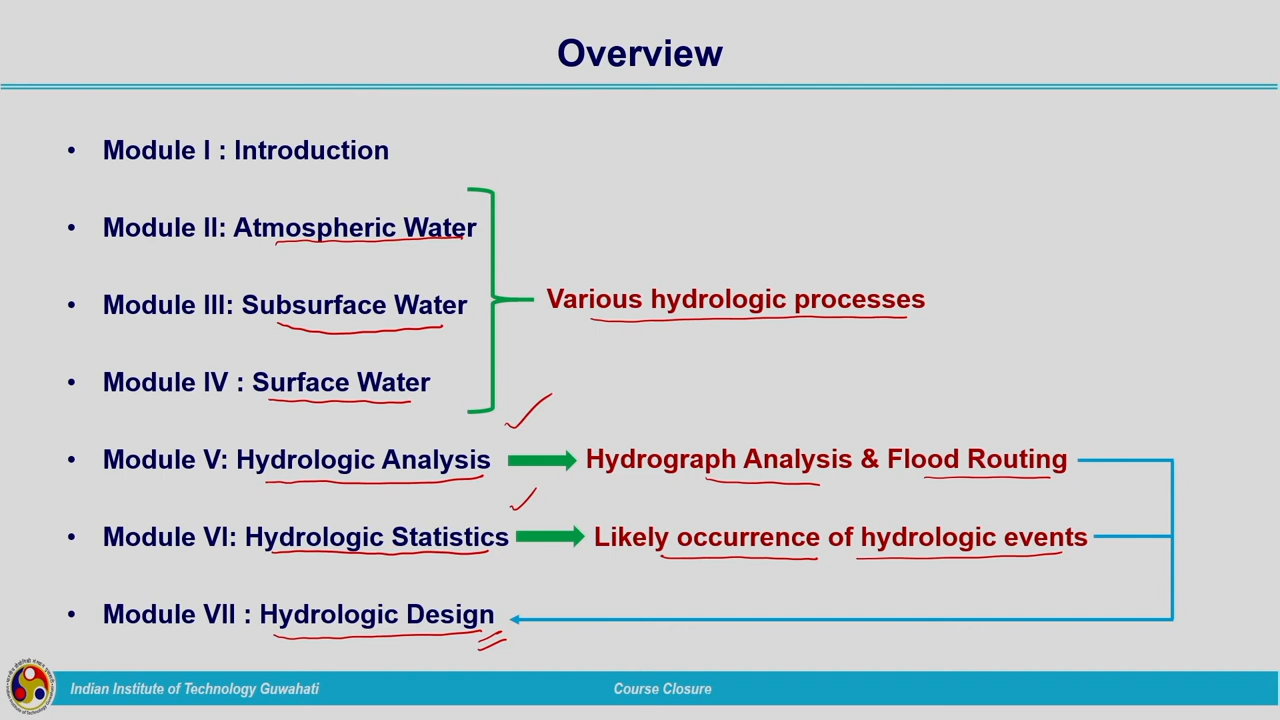 Overview
• Module I : Introduction
• Module II: Atmospheric Water
• Module III: Subsurface Water
Various hydrologic processes
• Module IV : Surface Water
• Module V: Hydrologic Analysis
Hydrograph Analysis & Flood Routing
• Module VI: Hydrologic Statistics
Likely occurrence of hydrologic events
• Module VII : Hydrologic Design
Indian Institute of Technology Guwahati
Course Closure